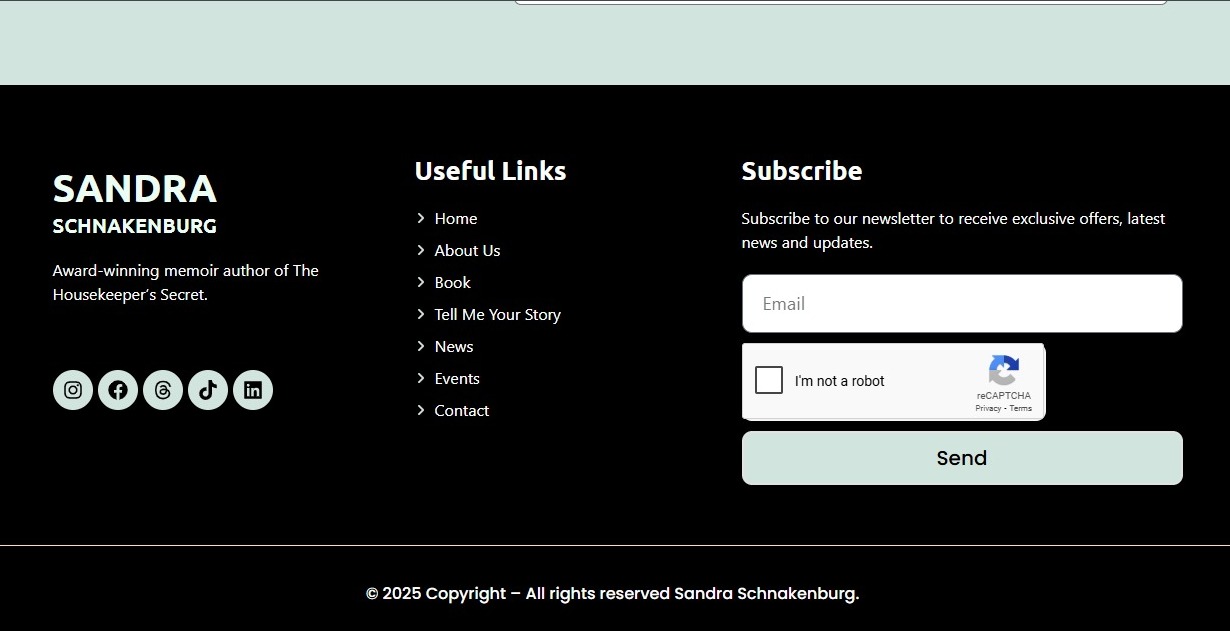 SANDRA
SCHNAKENBURG
Award-winning memoir author of The
Housekeeper’s Secret.
Useful Links
Home
About Us
Book
Tell Me Your Story
News
Events
Contact
Subscribe
Subscribe to our newsletter to receive exclusive offers, latest
news and updates.
Email
I'm not a robot
reCAPTCHA
Privacy - Terms
Send
© 2025 Copyright – All rights reserved Sandra Schnakenburg.